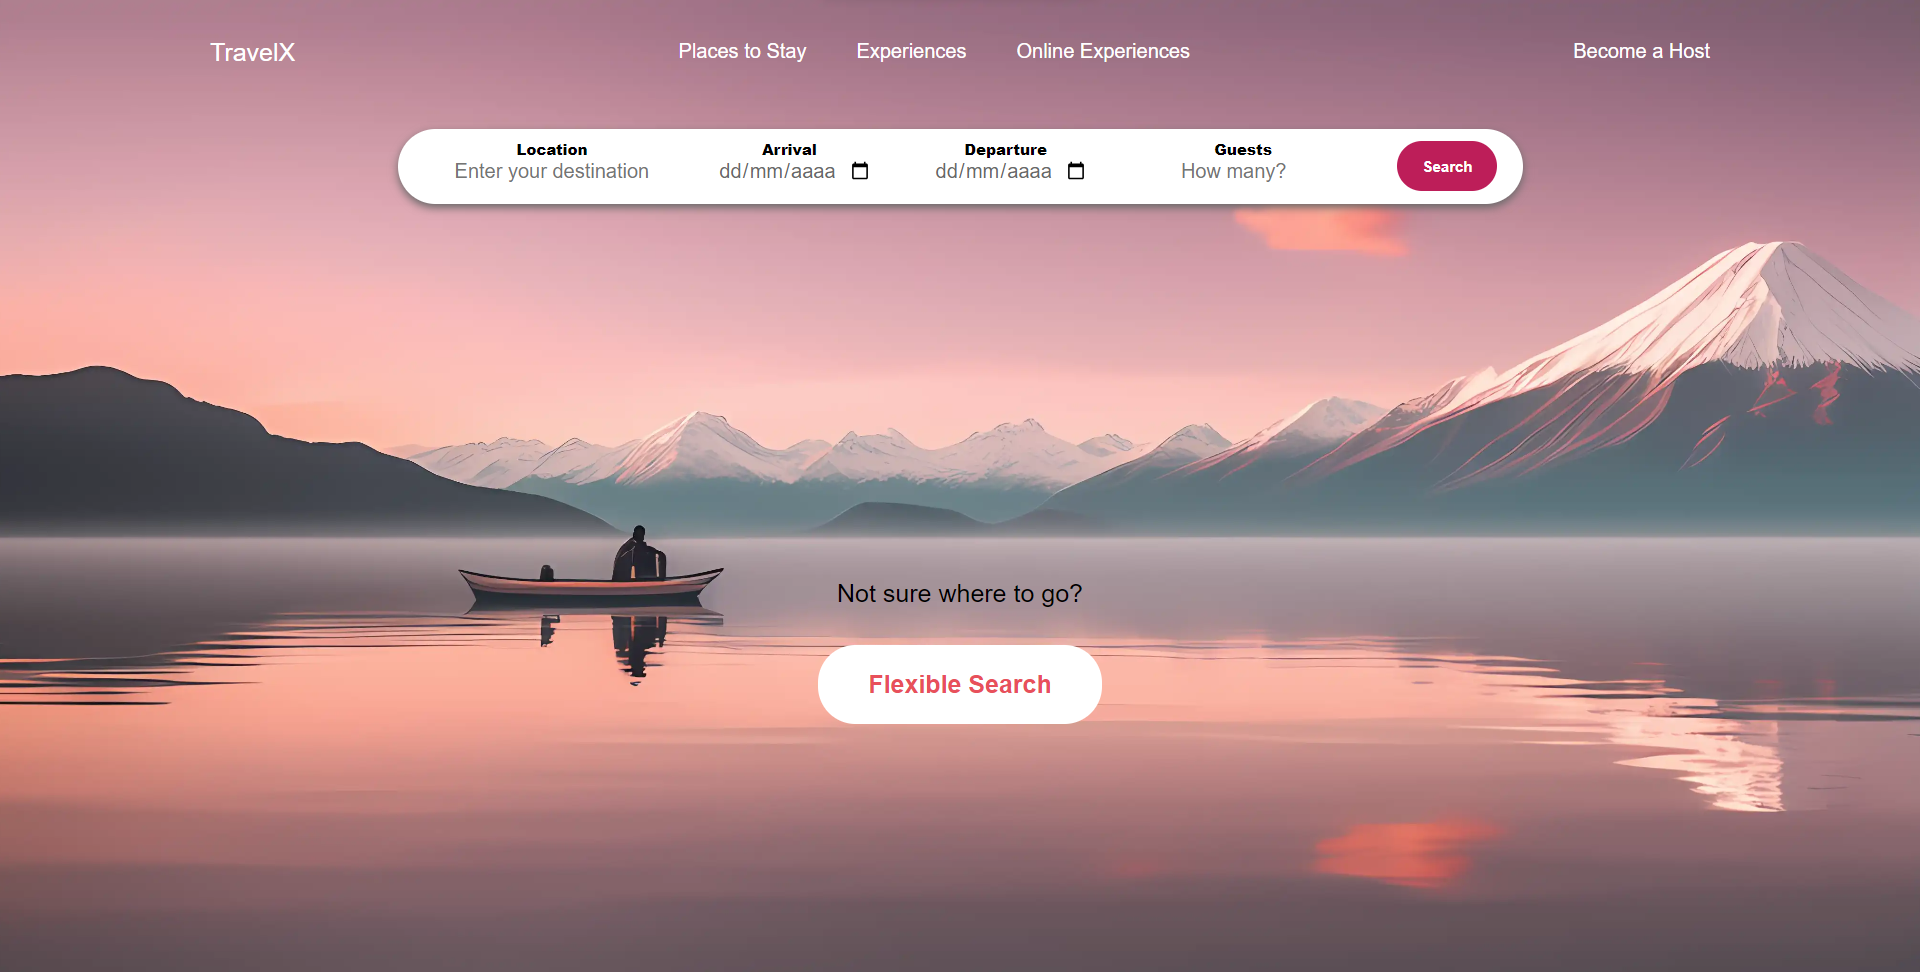 TravelX
Places to Stay
Experiences
Online Experiences
Become a Host
Location
Enter your destination
Arrival
dd/mm/aaaa
Departure
dd/mm/aaaa
Guests
How many?
Search
Not sure where to go?
Flexible Search